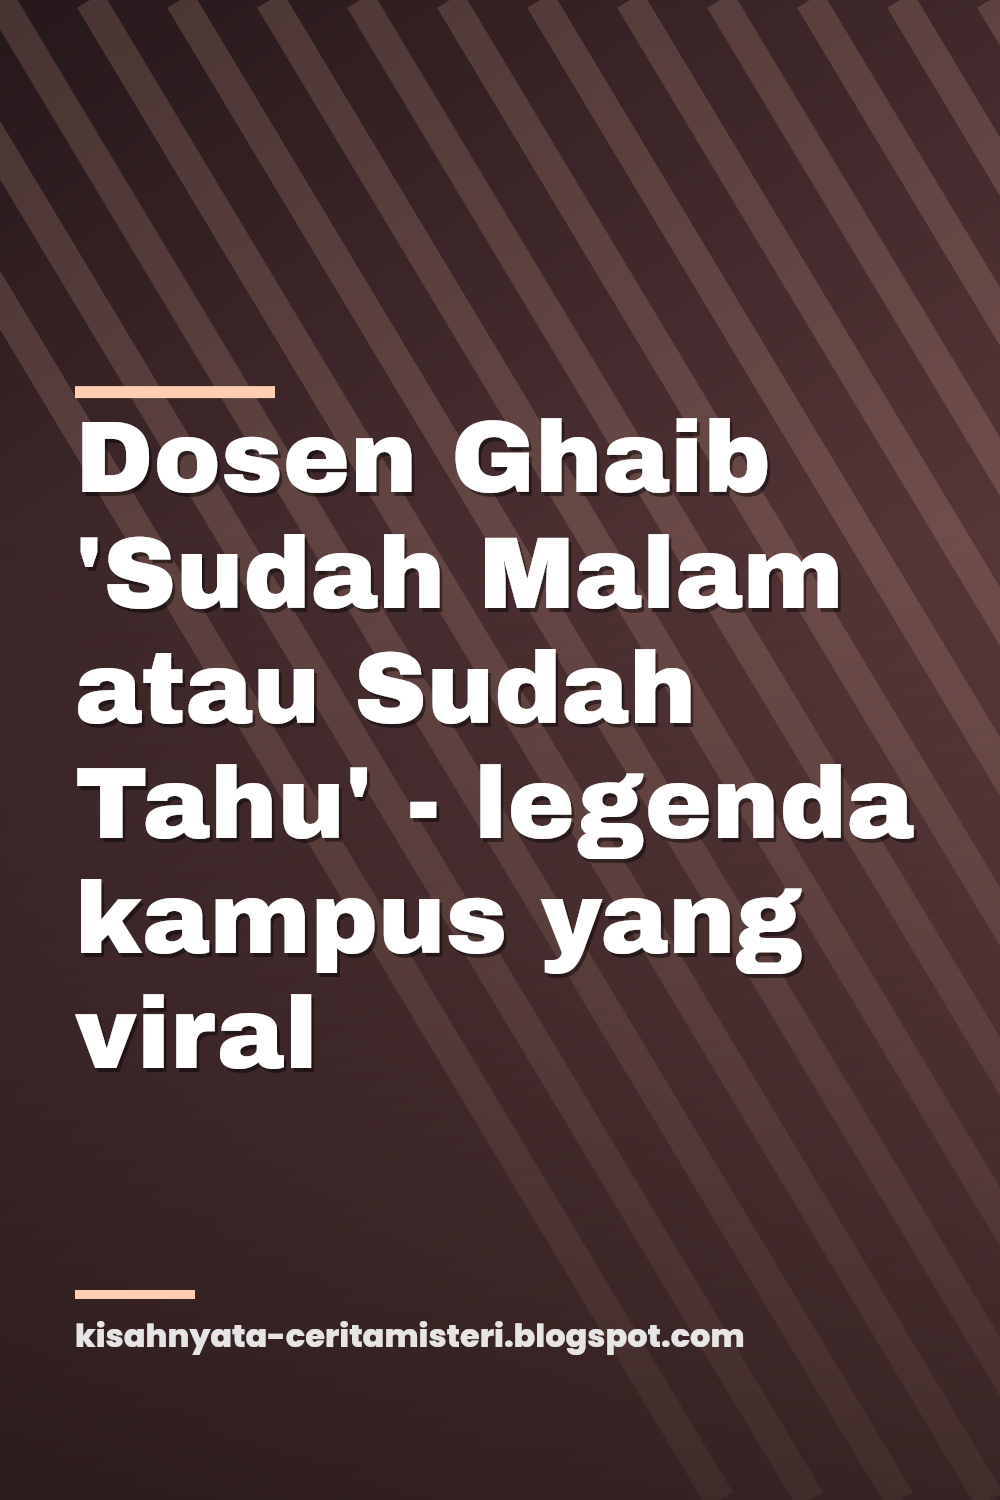 Dosen Ghaib
'Sudah Malam
atau Sudah
Tahu' - legenda
kampus yang
viral
kisahnyata-ceritamisteri.blogspot.com